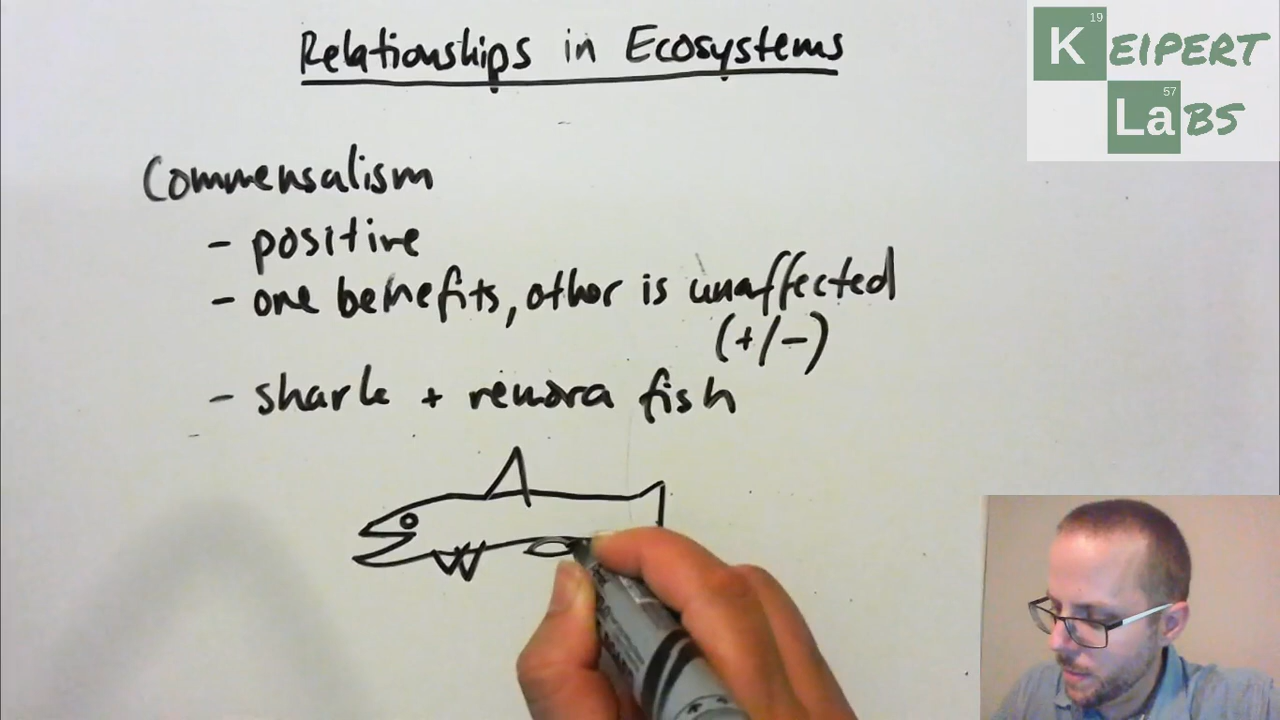 Relationships in Ecosystems
19
KEIPERT
57
LaBS
Commensalism
- positive
- one benefits, other is unaffected
(+/-)
- shark + remora fish